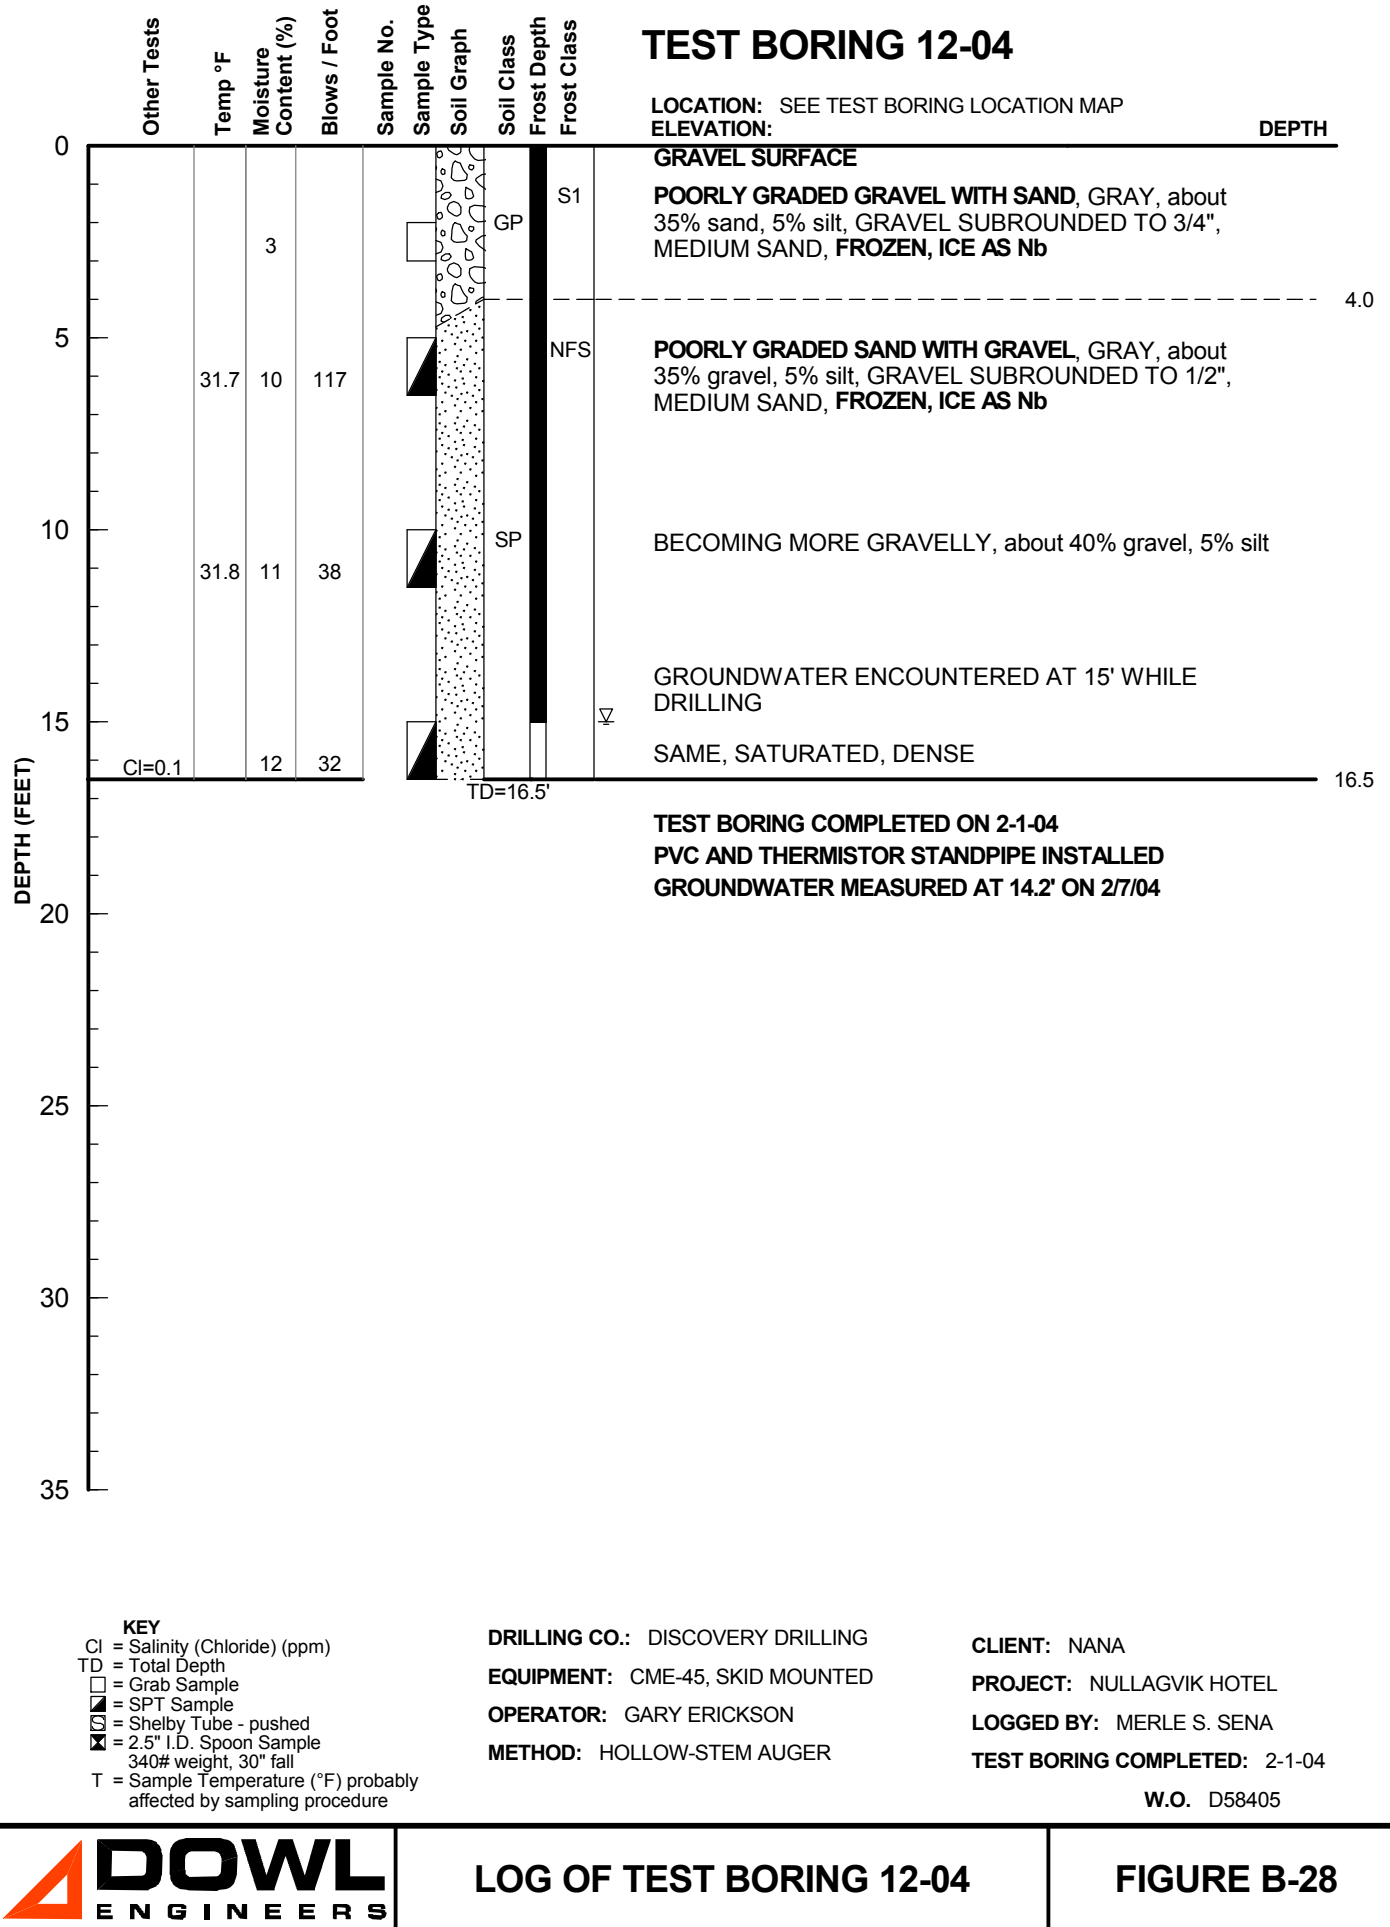 Other Tests
Temp °F
Moisture
Content (%)
Blows / Foot
Sample No.
Sample Type
Soil Graph
Soil Class
Frost Depth
Frost Class
TEST BORING 12-04
LOCATION: SEE TEST BORING LOCATION MAP
ELEVATION:
DEPTH
0
GRAVEL SURFACE
S1
POORLY GRADED GRAVEL WITH SAND, GRAY, about
35% sand, 5% silt, GRAVEL SUBROUNDED TO 3/4",
MEDIUM SAND, FROZEN, ICE AS Nb
GP
3
4.0
5
NFS
POORLY GRADED SAND WITH GRAVEL, GRAY, about
35% gravel, 5% silt, GRAVEL SUBROUNDED TO 1/2",
MEDIUM SAND, FROZEN, ICE AS Nb
31.7 10 117
10
SP
BECOMING MORE GRAVELLY, about 40% gravel, 5% silt
31.8 11 38
GROUNDWATER ENCOUNTERED AT 15' WHILE
DRILLING
15
SAME, SATURATED, DENSE
Cl=0.1 12 32
16.5
TD=16.5'
DEPTH (FEET)
TEST BORING COMPLETED ON 2-1-04
PVC AND THERMISTOR STANDPIPE INSTALLED
GROUNDWATER MEASURED AT 14.2' ON 2/7/04
20
25
30
35
KEY
Cl = Salinity (Chloride) (ppm)
TD = Total Depth
= Grab Sample
= SPT Sample
S = Shelby Tube - pushed
= 2.5" I.D. Spoon Sample
340# weight, 30" fall
T = Sample Temperature (°F) probably
affected by sampling procedure
DRILLING CO.: DISCOVERY DRILLING
EQUIPMENT: CME-45, SKID MOUNTED
OPERATOR: GARY ERICKSON
METHOD: HOLLOW-STEM AUGER
CLIENT: NANA
PROJECT: NULLAGVIK HOTEL
LOGGED BY: MERLE S. SENA
TEST BORING COMPLETED: 2-1-04
W.O. D58405
DOWL
ENGINEERS
LOG OF TEST BORING 12-04
FIGURE B-28